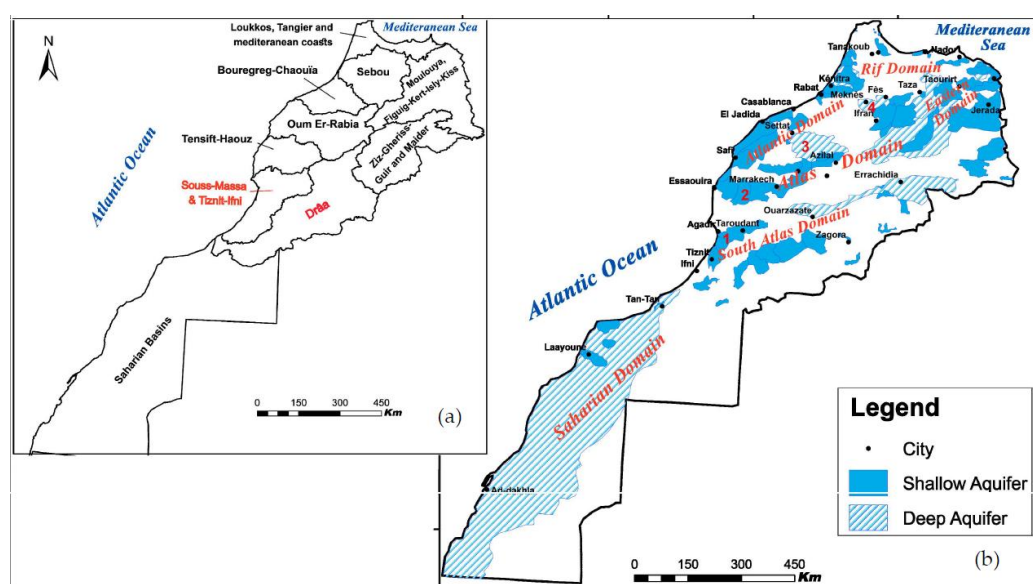 N
Loukkos, Tangier and
mediteranean coasts
Mediteranean Sea
Sebou
Moulouya,
Figuig-Kert-Isly-Kiss
Bouregreg-Chaouïa
Oum Er-Rabia
Ziz-Gheriss-
Guir and Maider
Tensift-Haouz
Souss-Massa
& Tiznit-Ifni
Drâa
Atlantic Ocean
Saharian Basins
0 75 150 300 450
Km
(a)
Mediteranean
Sea
Tanakoub
Nado
Rif Domain
Taourirt
Kénitra
Rabat
Meknès
Fès
Taza
Eastern
Domain
Casablanca
4
Ifran
Jerada
El Jadida
Settat
Atlantic Domain
3
Safi
Azilal
Atlas Domain
Essaouira
Marrakech
2
Errachidia
Ouarzazate
Agadir
1
Taroudant
South Atlas Domain
Zagora
Tiznit
Ifni
Atlantic Ocean
Tan-Tan
Laayoune
Saharian Domain
Ad-dakhla
Legend
City
Shallow Aquifer
Deep Aquifer
0 75 150 300 450
Km
(b)